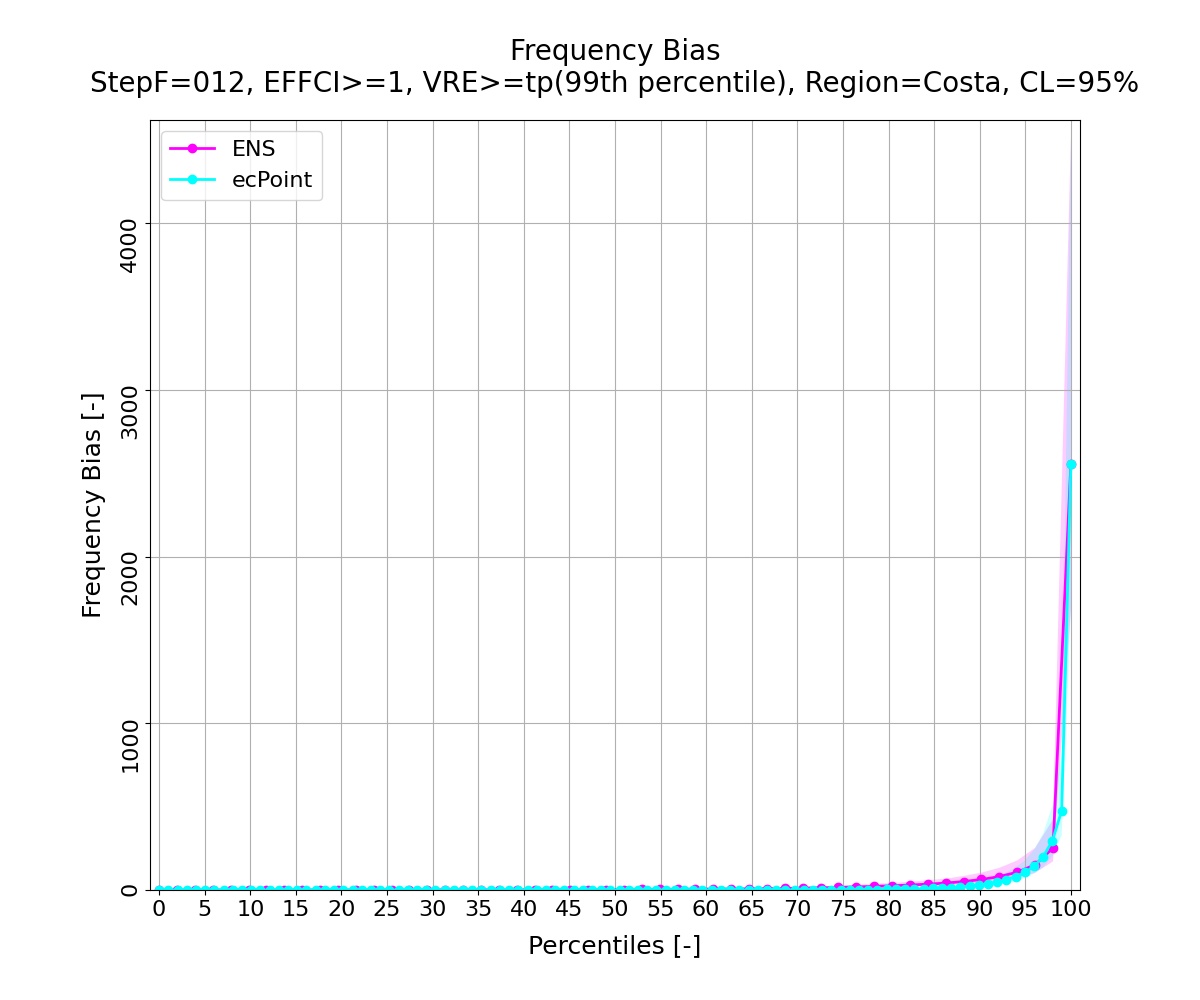 Frequency Bias
StepF=012, EFFCI>=1, VRE>=tp(99th percentile), Region=Costa, CL=95%
ENS
ecPoint
Frequency Bias [-]
4000
3000
2000
1000
0
0 5 10 15 20 25 30 35 40 45 50 55 60 65 70 75 80 85 90 95 100
Percentiles [-]